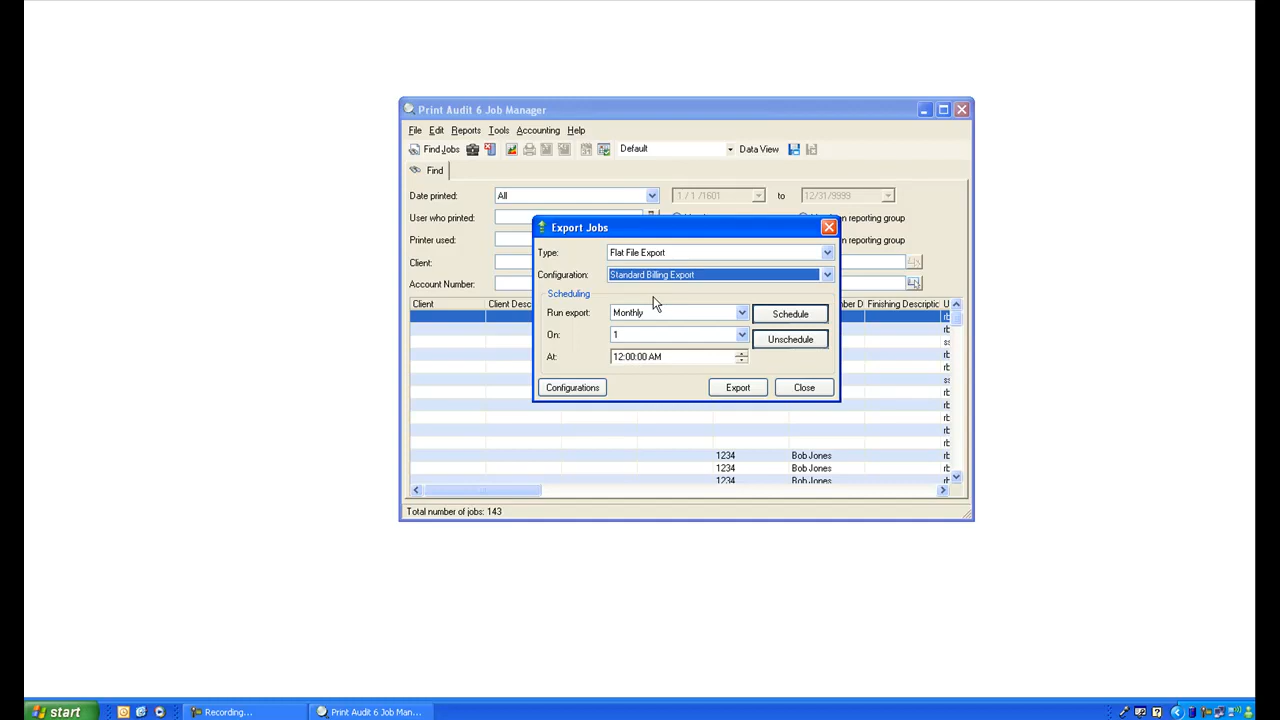 Print Audit 6 Job Manager
File Edit Reports Tools Accounting Help
Find Jobs Default Data View
Find
Date printed: All 1 / 1 /1601 to 12/31/9999
User who printed: reporting group
Printer used: n reporting group
Client:
Account Number:
Export Jobs
Type: Flat File Export
Configuration: Standard Billing Export
Scheduling
Run export: Monthly Schedule
On: 1 Unschedule
At: 12:00:00 AM
Configurations Export Close
Client Client Desc Finishing Descriptic
1234 Bob Jones
1234 Bob Jones
1234 Bob Jones
Total number of jobs: 143
start Recording... Print Audit 6 Job Man...